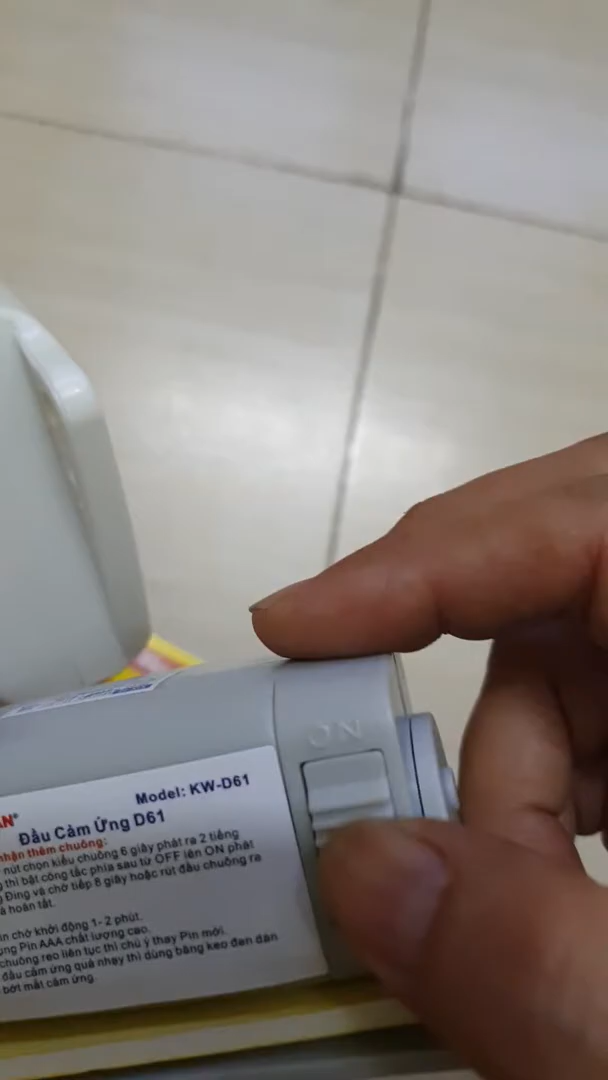 ON
Model: KW-D61
AN®
Đầu Cảm Ứng D61
nhận thêm chuông:
nút chọn kiểu chuông 6 giây phát ra 2 tiếng
thì bật công tắc phía sau từ OFF lên ON phát
Đing và chờ tiếp 8 giây hoặc rút đầu chuông ra
hoàn tất.
in chờ khởi động 1-2 phút.
ụng Pin AAA chất lượng cao.
chuông reo liên tục thì chú ý thay Pin mới.
đầu cảm ứng quá nhạy thì dùng băng keo đen dán
bớt mắt cảm ứng.